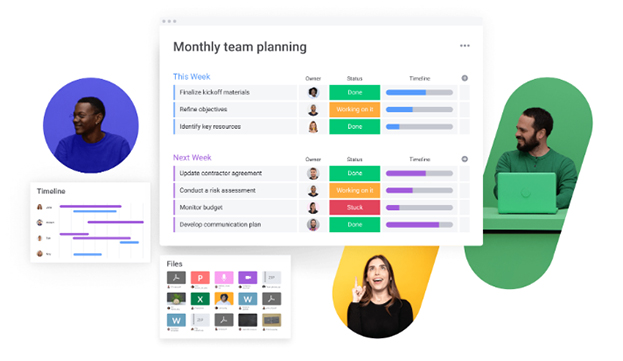 Monthly team planning
This Week Owner Status Timeline
Finalize kickoff materials Done
Refine objectives Working on it
Identify key resources Done
Next Week Owner Status Timeline
Update contractor agreement Done
Conduct a risk assessment Working on it
Monitor budget Stuck
Develop communication plan Done
Timeline
Files
P
X
W
W